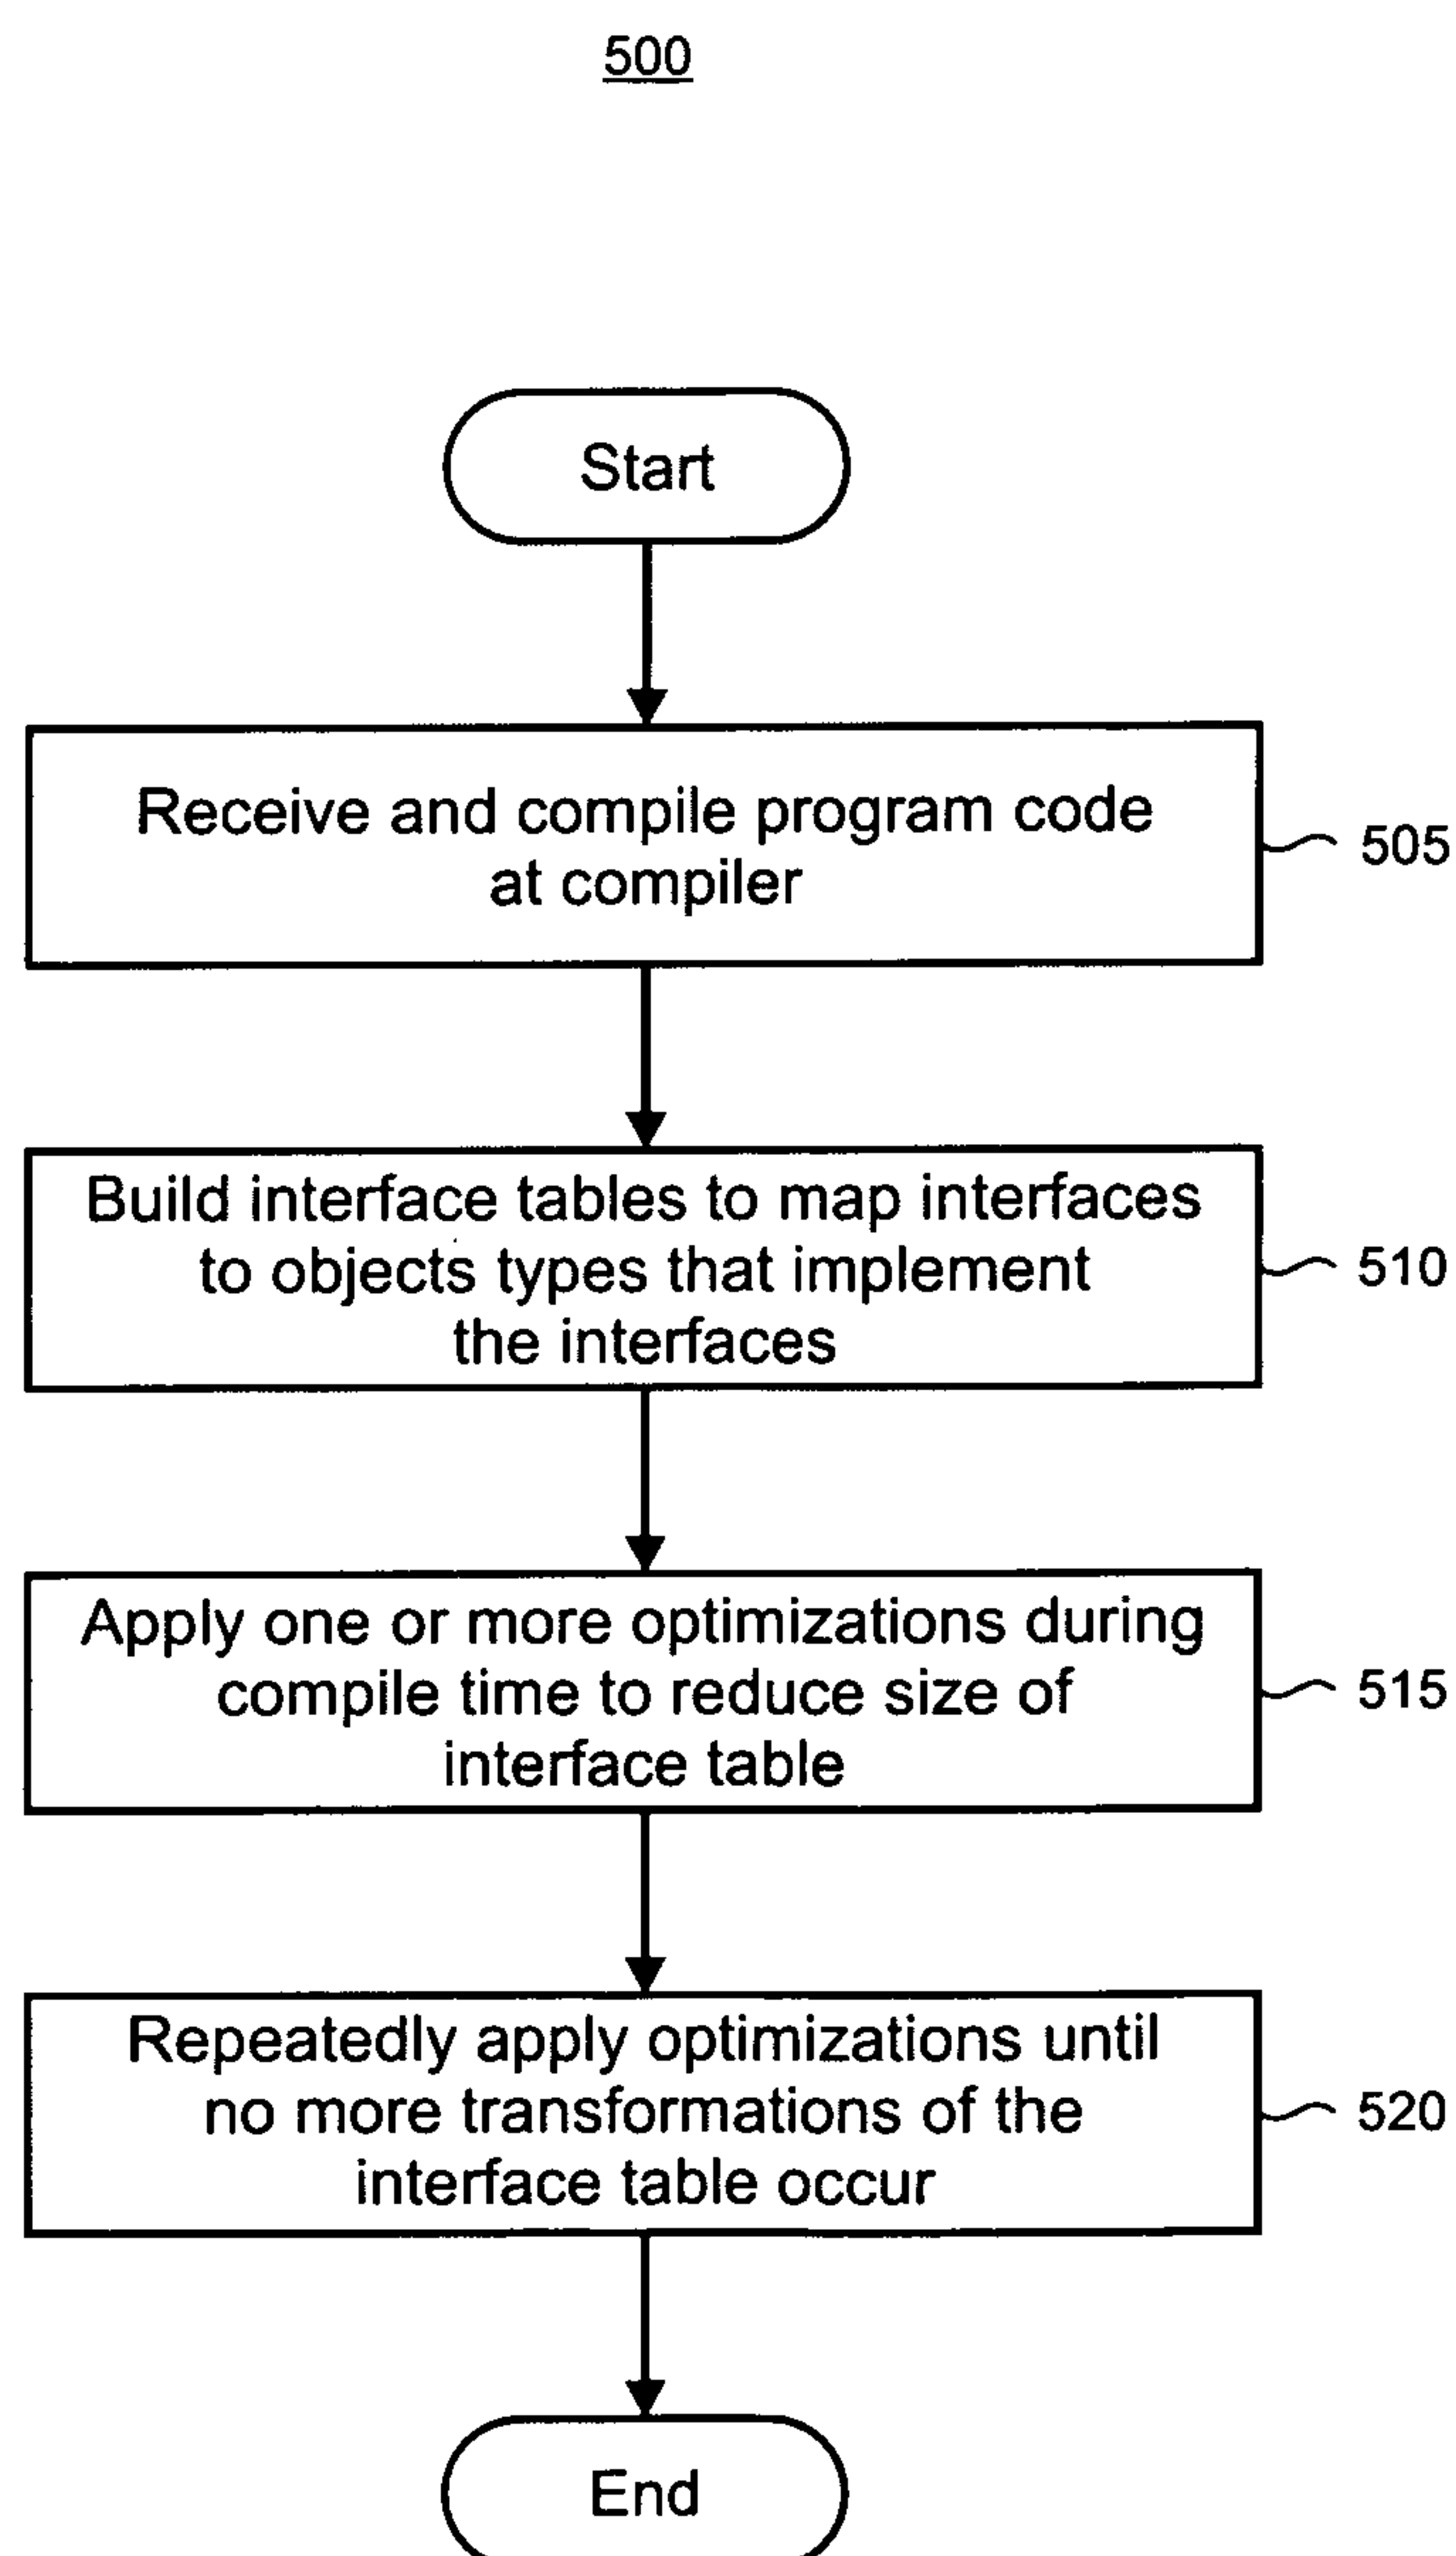 500
Start
Receive and compile program code
at compiler
505
Build interface tables to map interfaces
to objects types that implement
the interfaces
510
Apply one or more optimizations during
compile time to reduce size of
interface table
515
Repeatedly apply optimizations until
no more transformations of the
interface table occur
520
End